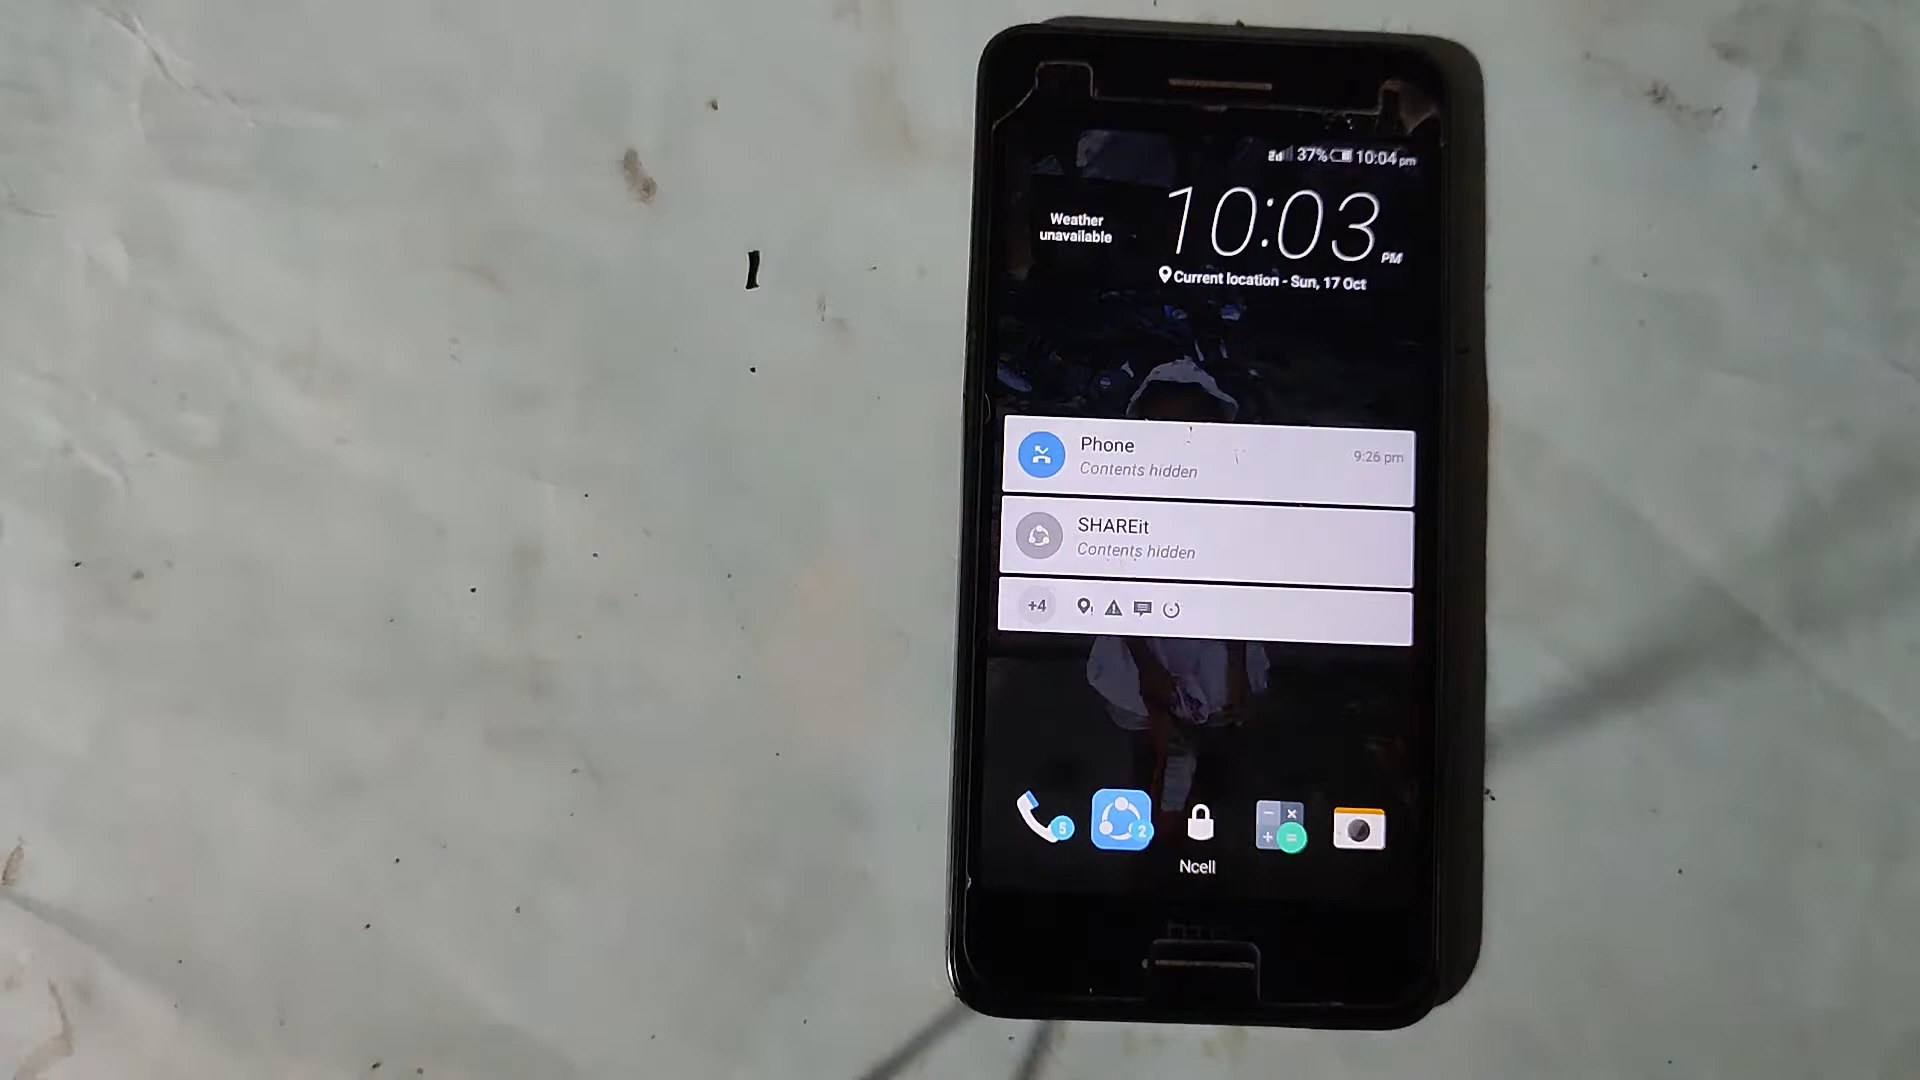 37% 10:04 pm
Weather
unavailable
10:03 PM
Current location - Sun, 17 Oct
Phone
9:26 pm
Contents hidden
SHAREit
Contents hidden
+4
5
2
Ncell
hTC